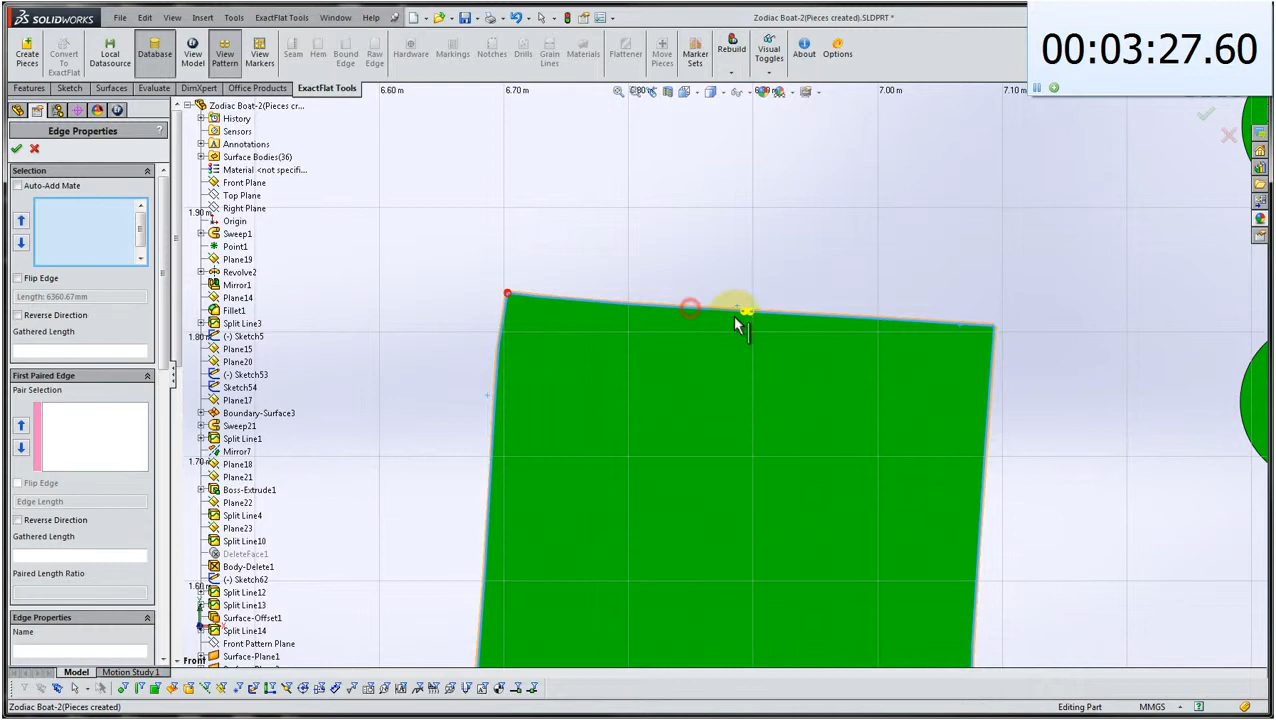 SOLIDWORKS
File Edit View Insert Tools ExactFlat Tools Window Help
Zodiac Boat-2(Pieces created).SLDPRT *
00:03:27.60
Create Pieces
Convert to ExactFlat
Local Datasource
Database
View Model
View Pattern
View Markers
Seam
Hem
Bound Edge
Raw Edge
Hardware
Markings
Notches
Drills
Grain Lines
Materials
Flattener
Move Pieces
Marker Sets
Rebuild
Visual Toggles
About
Options
Features Sketch Surfaces Evaluate DimXpert Office Products ExactFlat Tools
6.60 m 6.70 m 7.00 m 7.10 m
Edge Properties
?
Selection
Auto-Add Mate
Flip Edge
Length: 6360.67mm
Reverse Direction
Gathered Length
First Paired Edge
Pair Selection
Flip Edge
Edge Length
Reverse Direction
Gathered Length
Paired Length Ratio
Edge Properties
Name
Zodiac Boat-2(Pieces c...
History
Sensors
Annotations
Surface Bodies(36)
Material <not specifi...
Front Plane
Top Plane
Right Plane
Origin
Sweep1
Point1
Plane19
Revolve2
Mirror1
Plane14
Fillet1
Split Line3
(-) Sketch5
Plane15
Plane20
(-) Sketch53
Sketch54
Plane17
Boundary-Surface3
Sweep21
Split Line1
Mirror7
Plane18
Plane21
Boss-Extrude1
Plane22
Split Line4
Plane23
Split Line10
DeleteFace1
Body-Delete1
(-) Sketch62
Split Line12
Split Line13
Surface-Offset1
Split Line14
Front Pattern Plane
Surface-Plane1
1.90 m
1.80 m
1.70 m
1.60 m
Front
Model Motion Study 1
Zodiac Boat-2(Pieces created)
Editing Part
MMGS